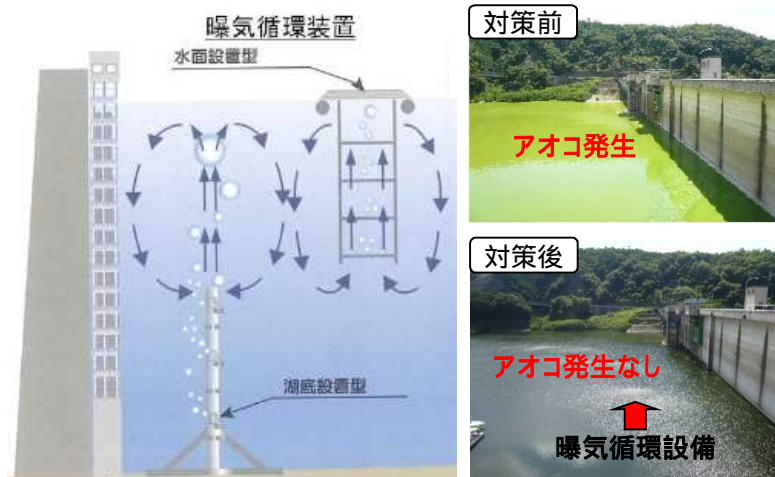 曝気循環装置
水面設置型
湖底設置型
対策前
アオコ発生
対策後
アオコ発生なし
曝気循環設備